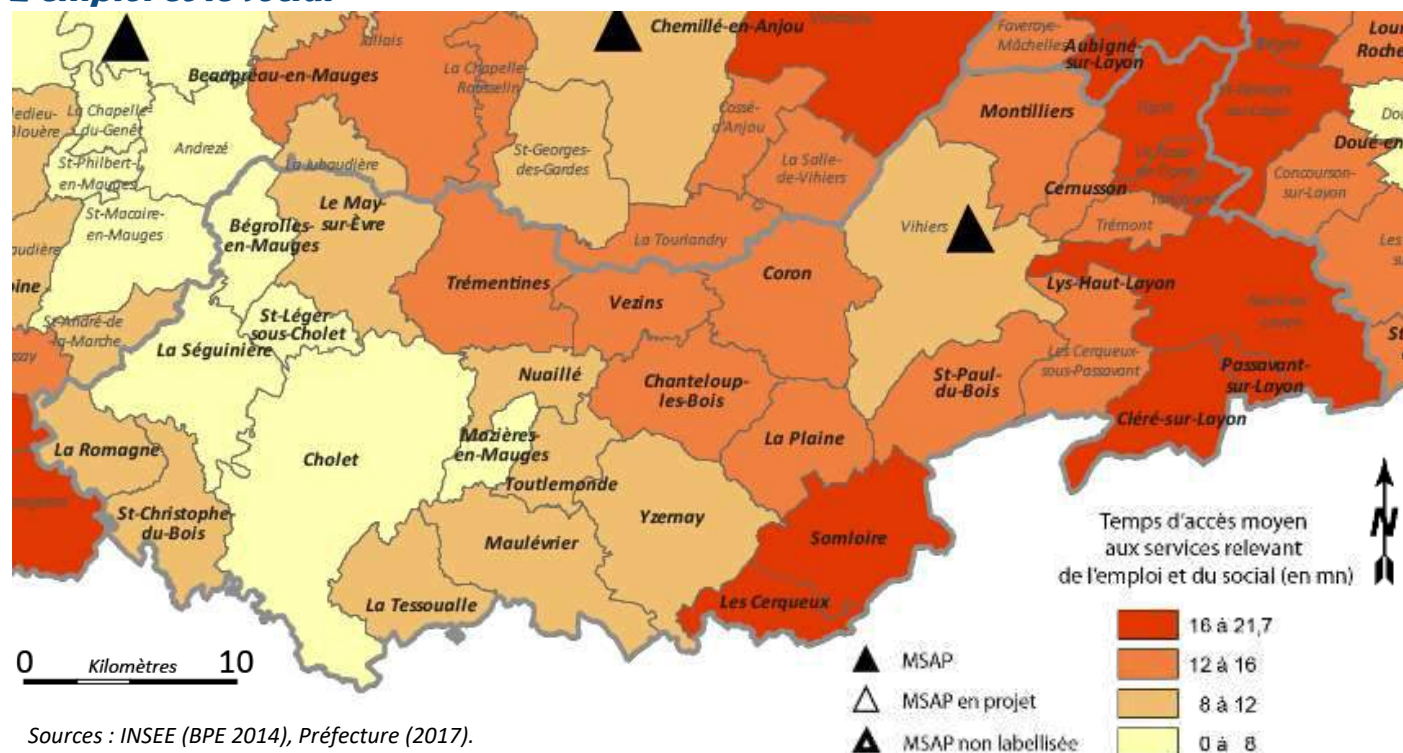 L'emploi et le social
Chemillé-en-Anjou
Faveraye-
Mâchelles
Aubigné-
sur-Layon
Beaupréau-en-Mauges
Jallais
La Chapelle-
Rousselin
La Chapelle-
du-Genêt
Andrezé
St-Philbert-
en-Mauges
La Jubaudière
St-Georges-
des-Gardes
Cossé-
d'Anjou
La Salle-
de-Vihiers
Montilliers
Doué-en
Concourson-
sur-Layon
Cernusson
Trémont
St-Macaire-
en-Mauges
Bégrolles-
en-Mauges
Le May-
sur-Èvre
La Tourlandry
Vihiers
Trémentines
Vezins
Coron
Lys-Haut-Layon
St-André-de
la-Marche
La Séguinière
St-Léger
sous-Cholet
Nuaillé
Chanteloup-
les-Bois
St-Paul-
du-Bois
Les Cerqueux-
sous-Passavant
Passavant-
sur-Layon
Cléré-sur-Layon
La Romagne
Cholet
Mazières-
en-Mauges
La Plaine
Toutlemonde
St-Christophe-
du-Bois
Maulévrier
Yzernay
Somloire
La Tessoualle
Les Cerqueux
N
Temps d'accès moyen
aux services relevant
de l'emploi et du social (en mn)
16 à 21,7
12 à 16
8 à 12
0 à 8
MSAP
MSAP en projet
MSAP non labellisée
0 Kilomètres 10
Sources : INSEE (BPE 2014), Préfecture (2017).